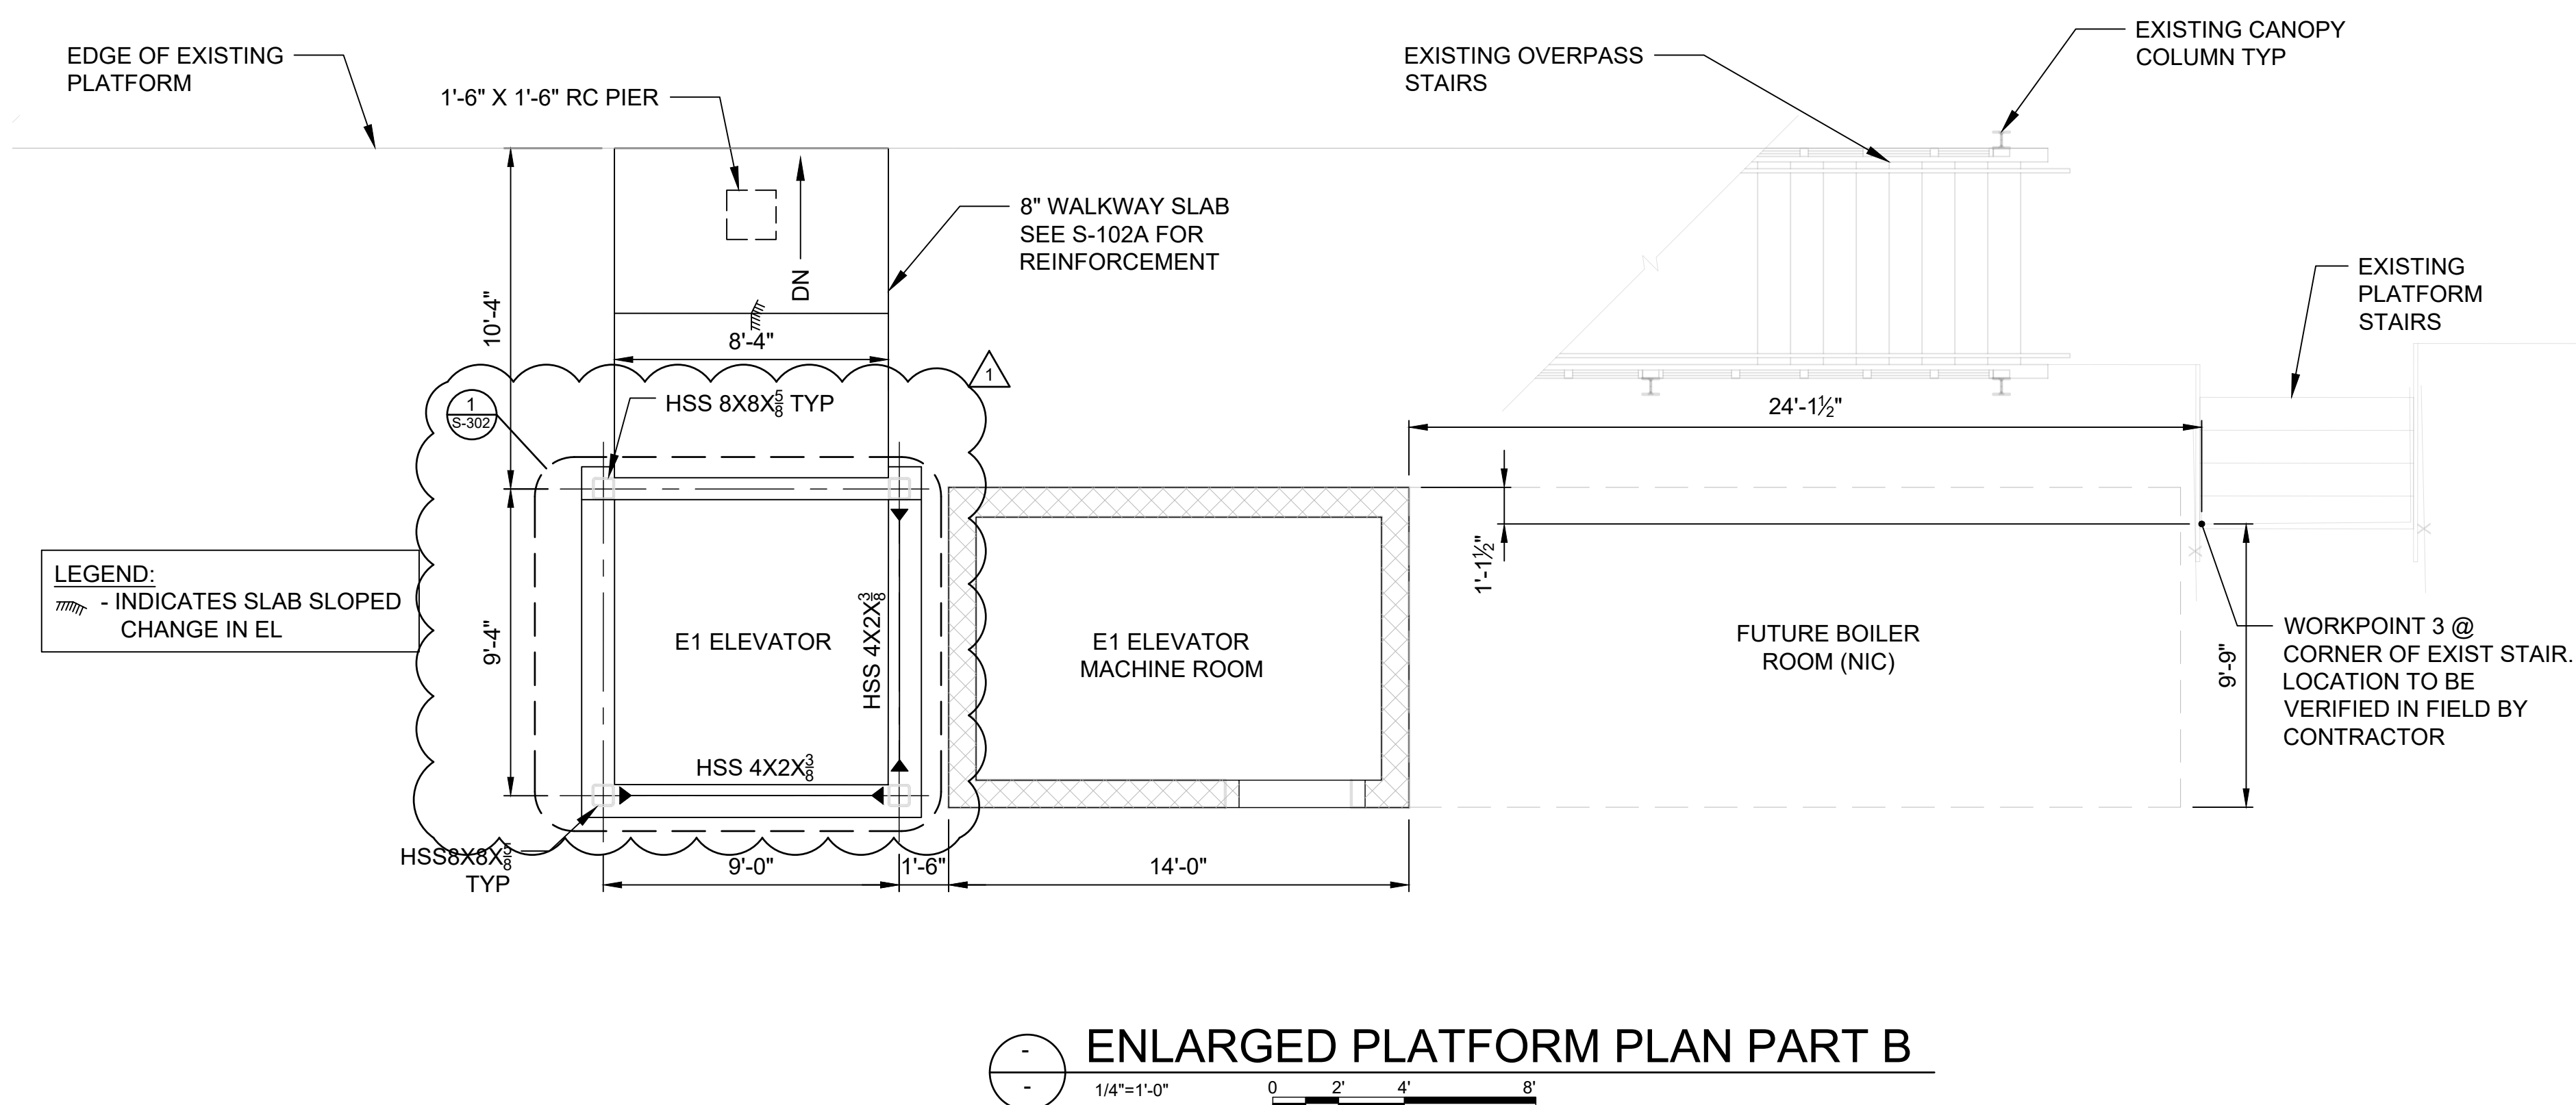 EDGE OF EXISTING
PLATFORM
1'-6" X 1'-6" RC PIER
EXISTING OVERPASS
STAIRS
EXISTING CANOPY
COLUMN TYP
8" WALKWAY SLAB
SEE S-102A FOR
REINFORCEMENT
DN
EXISTING
PLATFORM
STAIRS
10'-4"
8'-4"
1
1
S-302
HSS 8X8X5/8 TYP
24'-1½"
1'-1½"
LEGEND:
- INDICATES SLAB SLOPED
CHANGE IN EL
9'-4"
E1 ELEVATOR
HSS 4X2X3/8
HSS 4X2X3/8
E1 ELEVATOR
MACHINE ROOM
FUTURE BOILER
ROOM (NIC)
9'-9"
WORKPOINT 3 @
CORNER OF EXIST STAIR.
LOCATION TO BE
VERIFIED IN FIELD BY
CONTRACTOR
HSS8X8X5/8
TYP
9'-0"
1'-6"
14'-0"
-
-
ENLARGED PLATFORM PLAN PART B
1/4"=1'-0"
0 2' 4' 8'